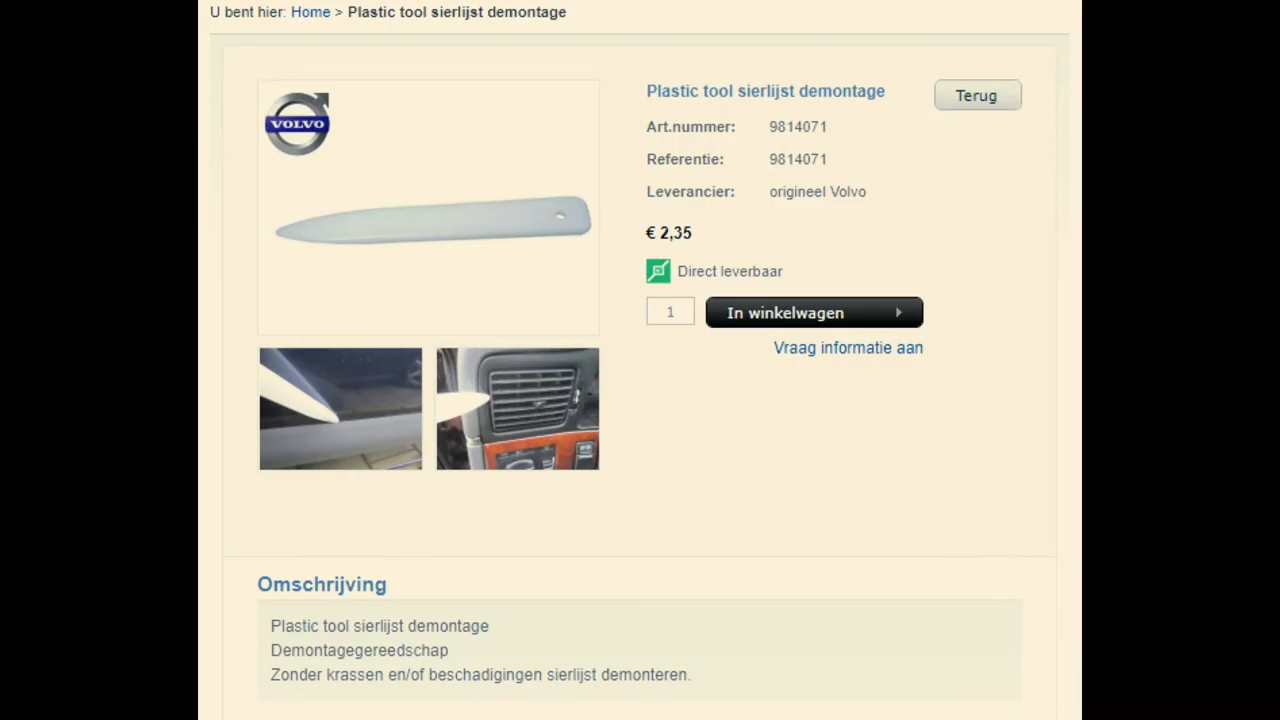 U bent hier: Home > Plastic tool sierlijst demontage
VOLVO
Plastic tool sierlijst demontage
Terug
Art.nummer: 9814071
Referentie: 9814071
Leverancier: origineel Volvo
€ 2,35
Direct leverbaar
1
In winkelwagen
Vraag informatie aan
Omschrijving
Plastic tool sierlijst demontage
Demontagegereedschap
Zonder krassen en/of beschadigingen sierlijst demonteren.